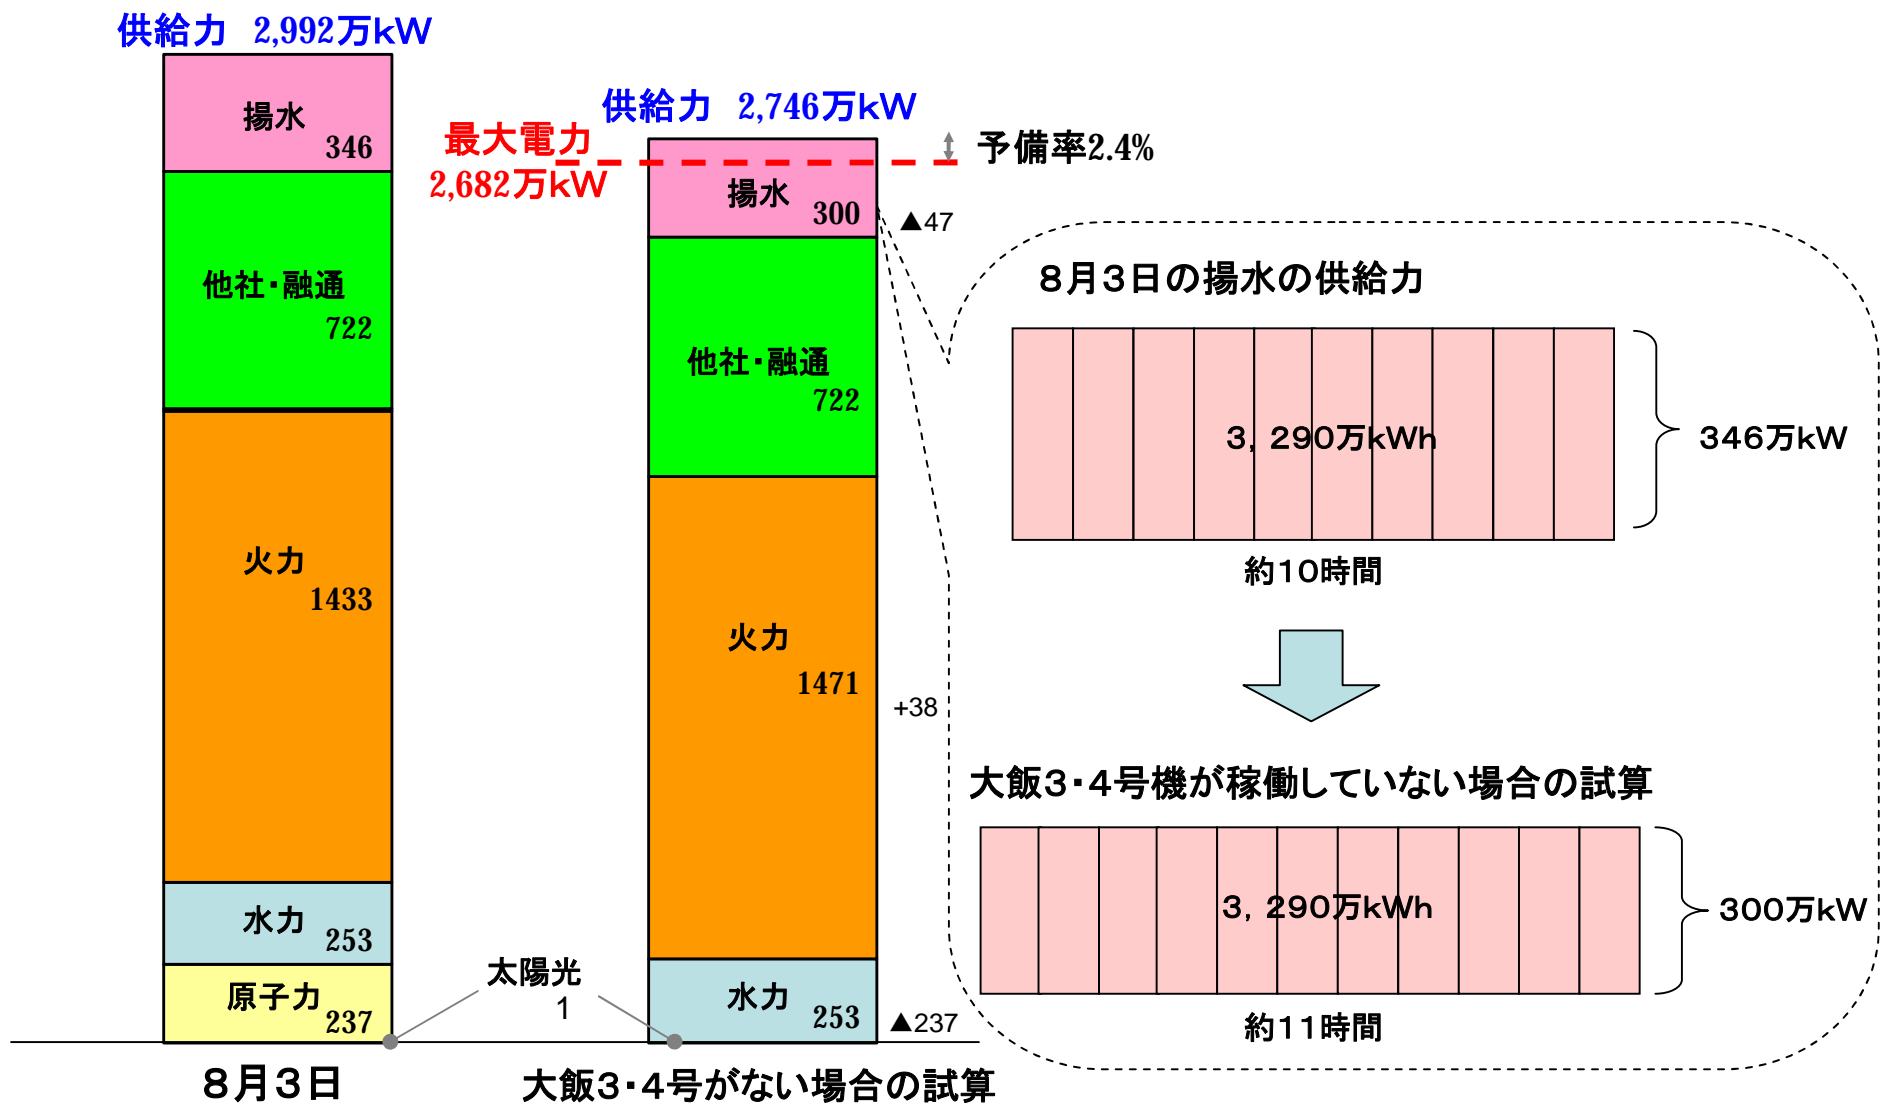 供給力 2,992万kW
揚水
346
他社・融通
722
火力
1433
水力
253
原子力
237
8月3日
太陽光
1
最大電力
2,682万kW
供給力 2,746万kW
予備率2.4%
揚水
300
▲47
他社・融通
722
火力
1471
+38
水力
253
▲237
大飯3・4号がない場合の試算
8月3日の揚水の供給力
3,290万kWh
346万kW
約10時間
大飯3・4号機が稼働していない場合の試算
3,290万kWh
300万kW
約11時間